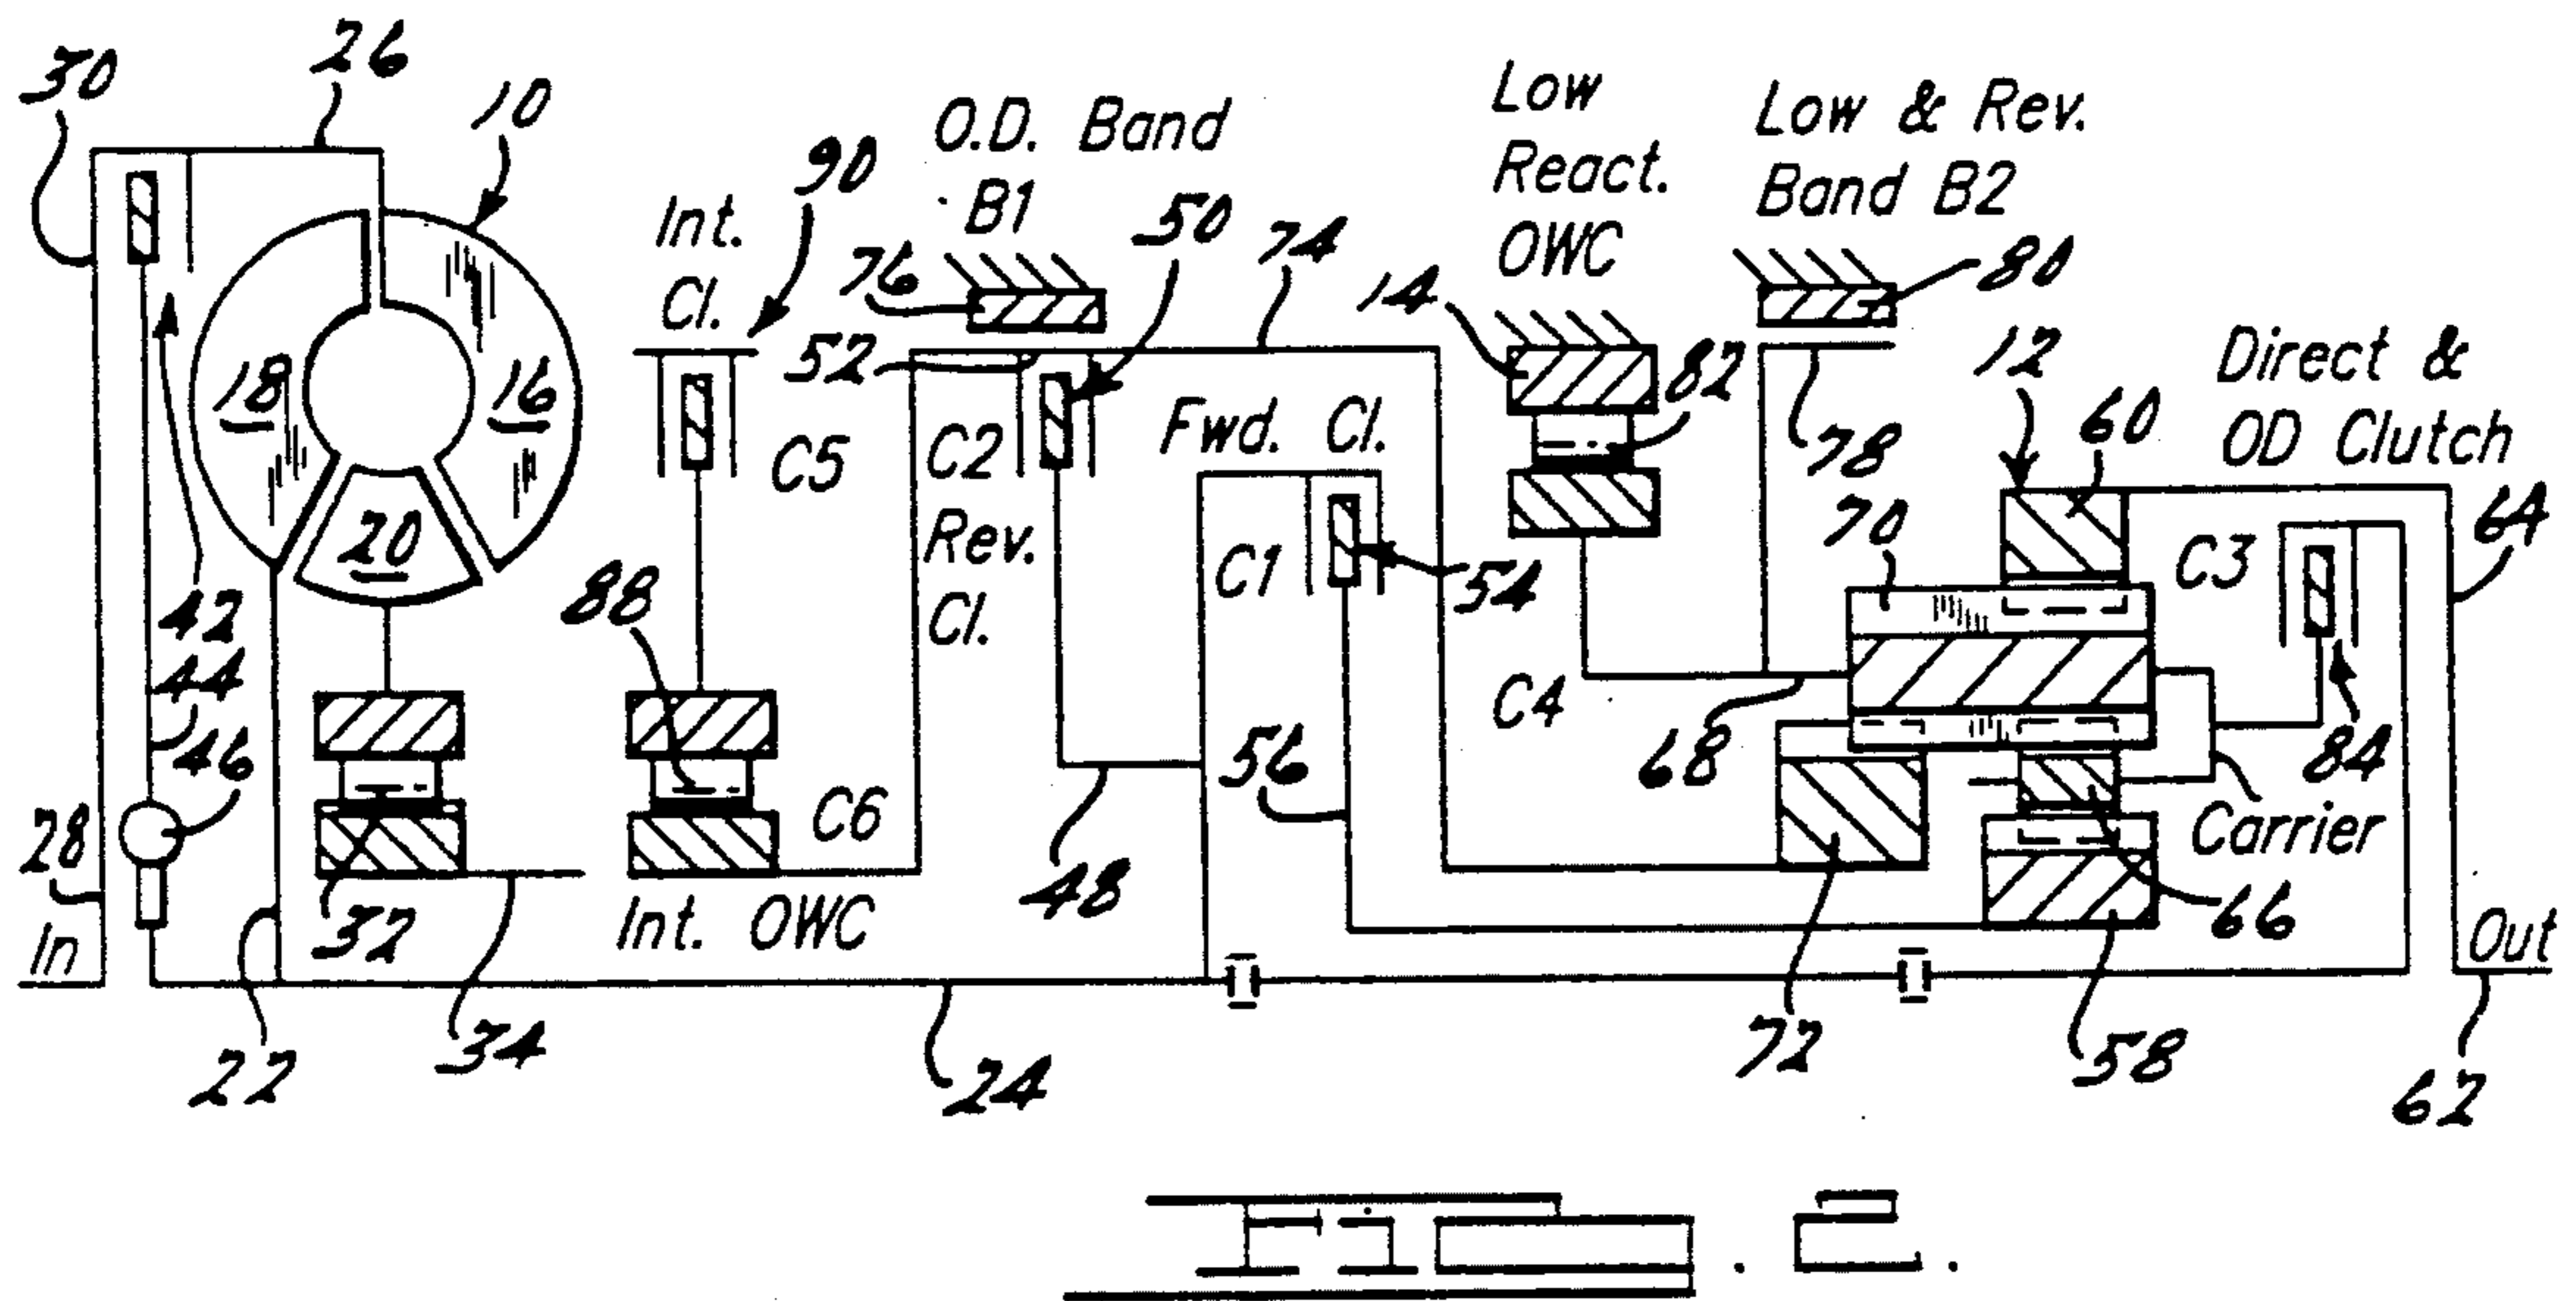 30
26
10
O.D. Band
B1
90
Int.
Cl.
76
50
52
74
14
Low
React.
OWC
Low & Rev.
Band B2
80
12
82
78
60
Direct &
OD Clutch
64
18
16
20
42
44
46
28
In
88
C5
C2
Rev.
Cl.
Fwd. Cl.
C1
54
70
C3
C4
68
56
84
Carrier
66
C6
Int. OWC
32
48
Out
22
34
24
72
58
62
Fig. 2.